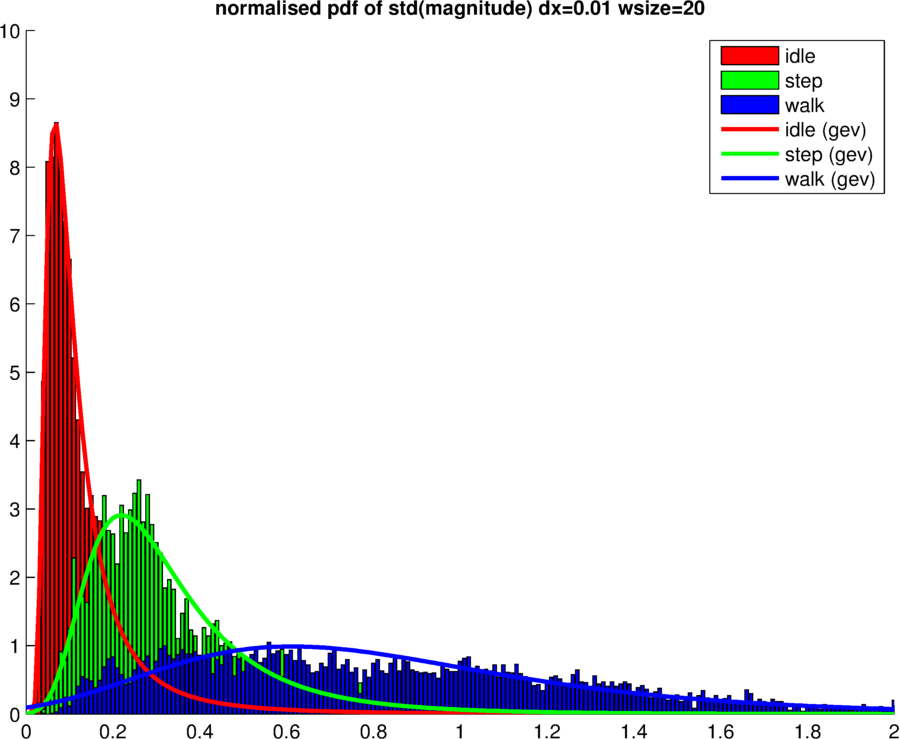 normalised pdf of std(magnitude) dx=0.01 wsize=20
10
9
8
7
6
5
4
3
2
1
0
idle
step
walk
idle (gev)
step (gev)
walk (gev)
0 0.2 0.4 0.6 0.8 1 1.2 1.4 1.6 1.8 2